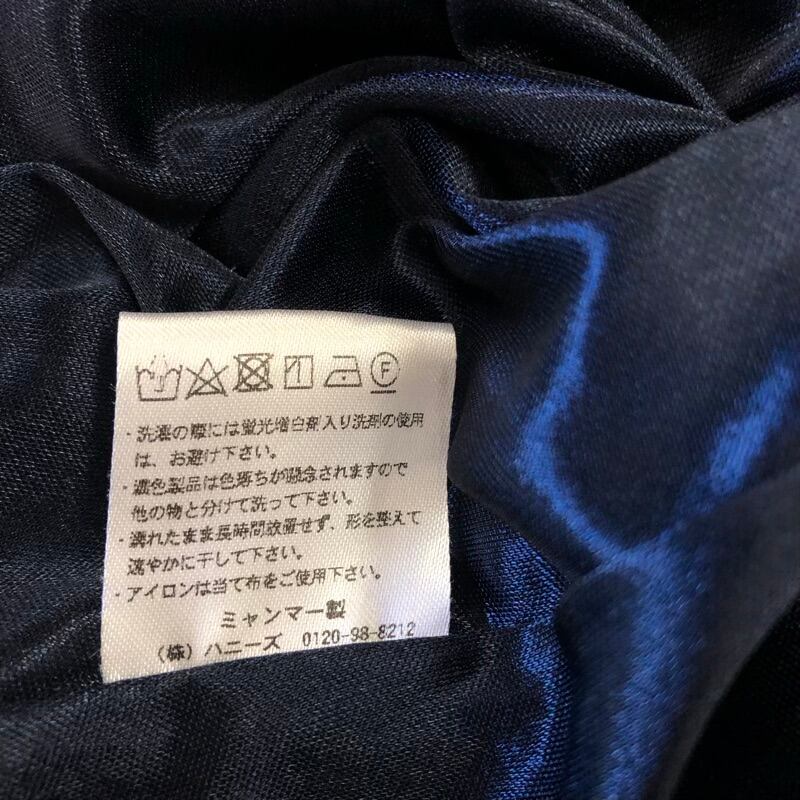 F
・洗濯の際には蛍光増白剤入り洗剤の使用
は、お避け下さい。
・濃色製品は色落ちが懸念されますので
他の物と分けて洗って下さい。
・濡れたまま長時間放置せず、形を整えて
速やかに干して下さい。
・アイロンは当て布をご使用下さい。
ミャンマー製
(株)ハニーズ 0120-98-8212